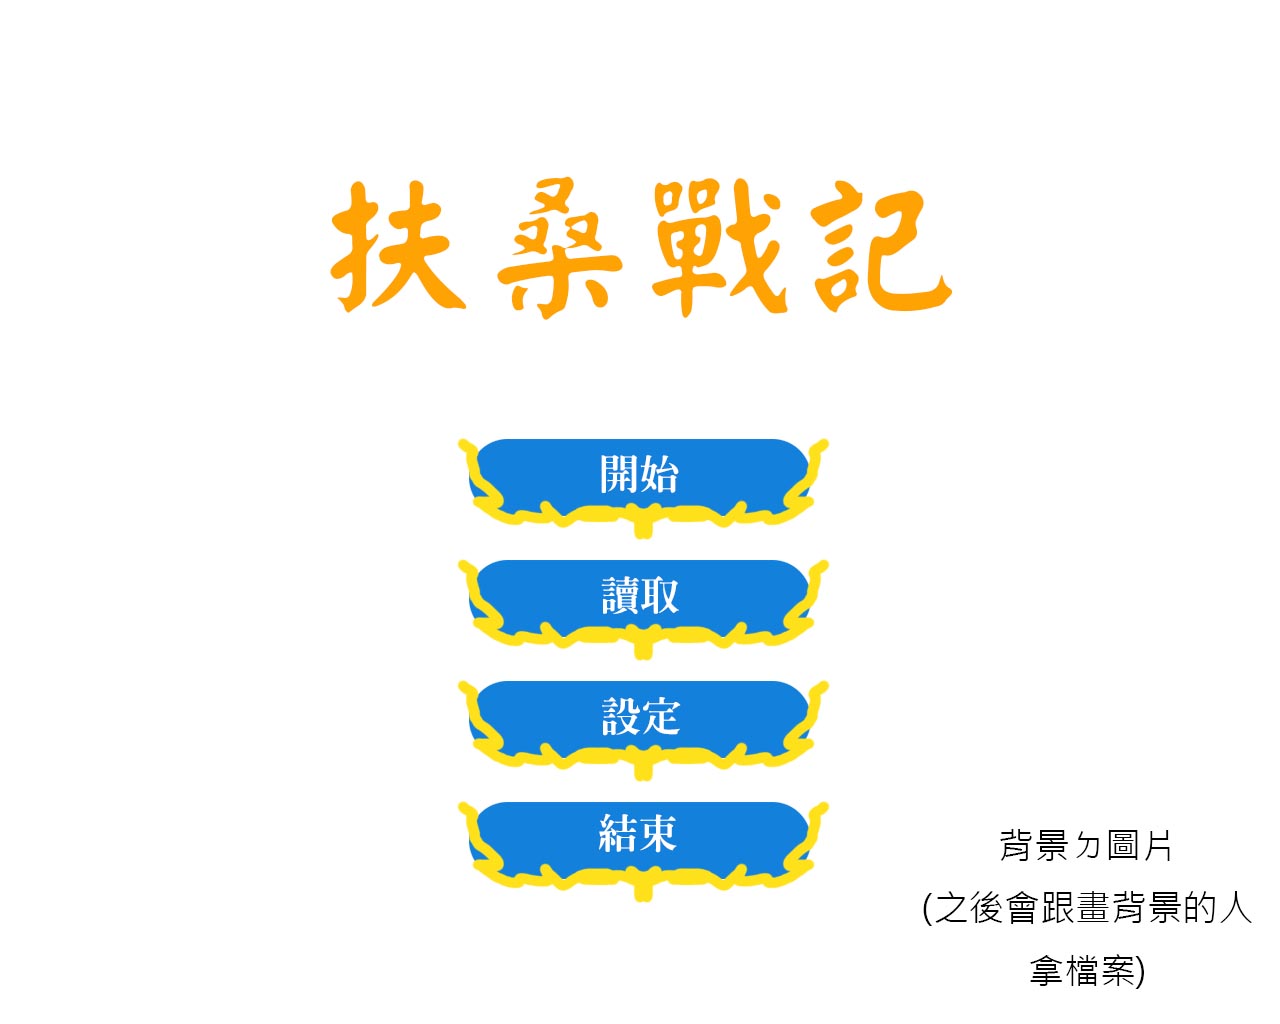 扶桑戰記
開始
讀取
設定
結束
背景ㄉ圖片
(之後會跟畫背景的人
拿檔案)